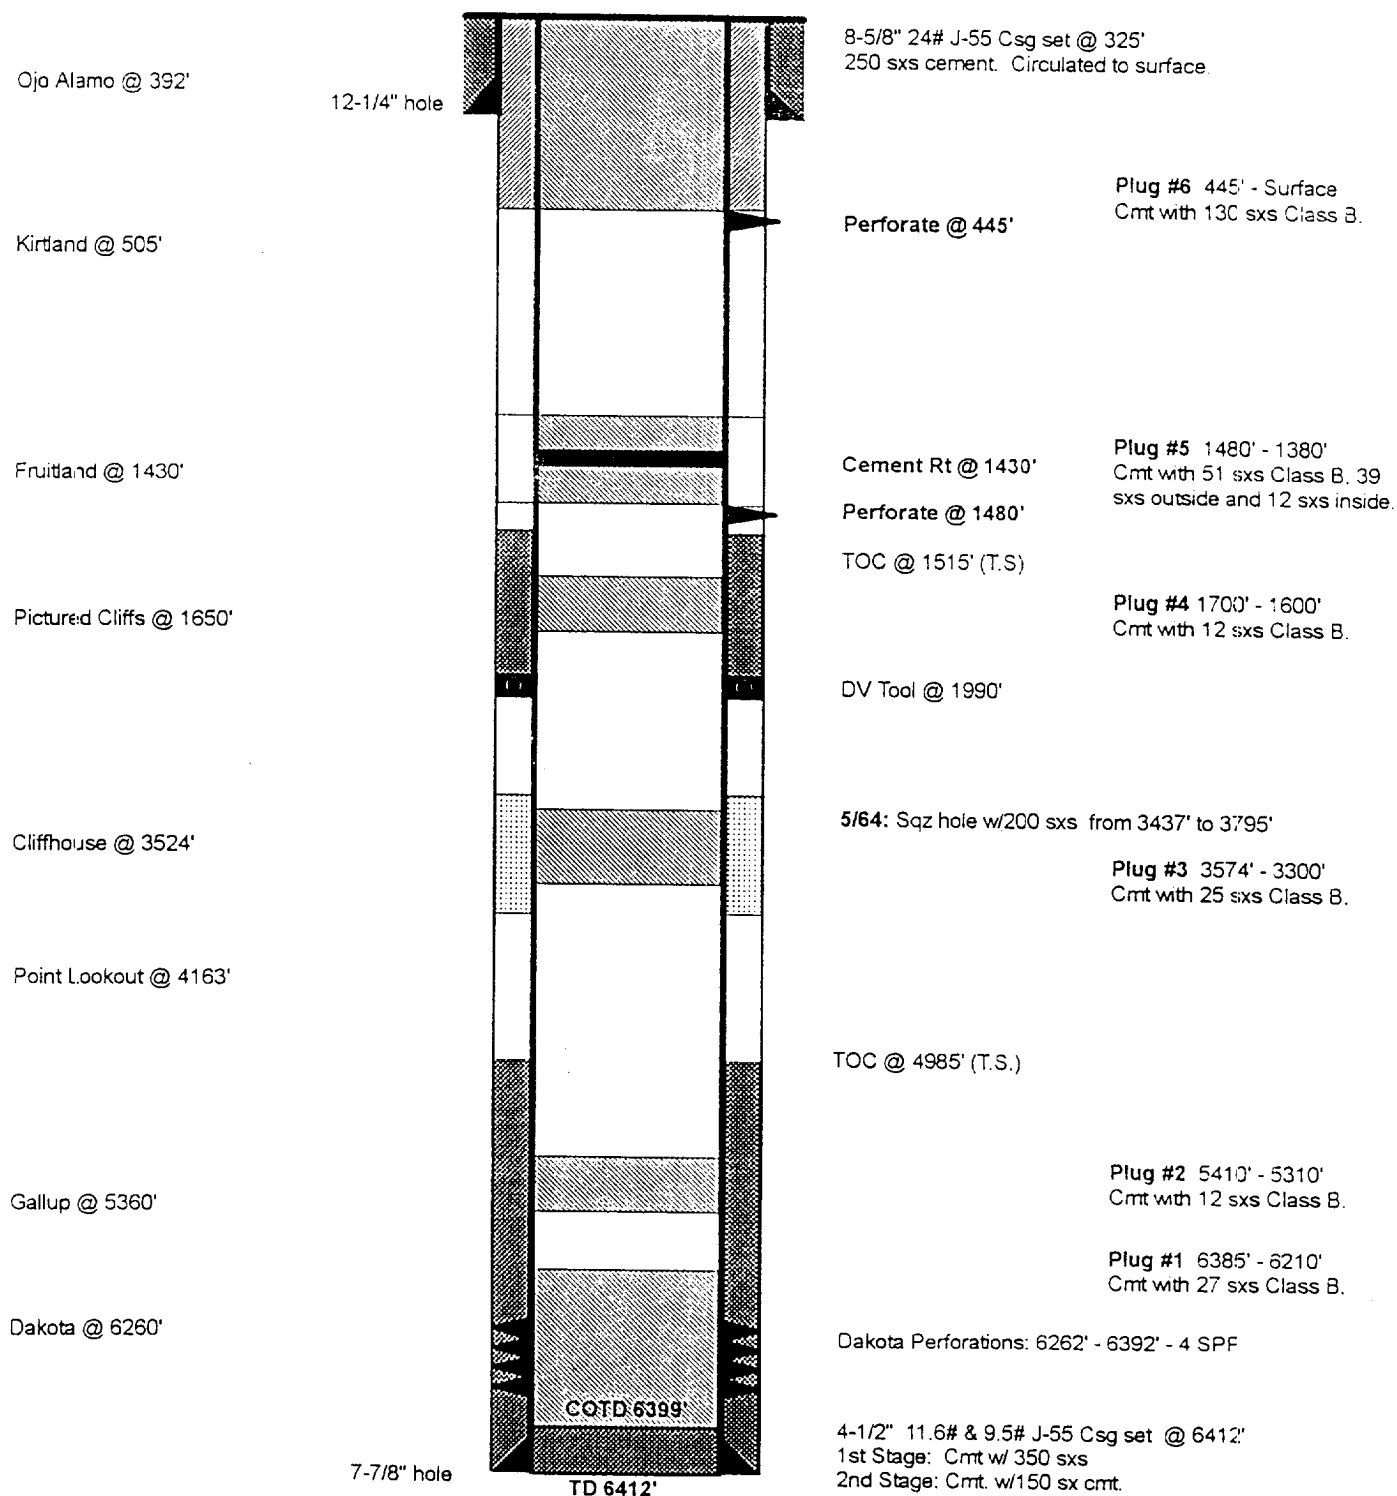 8-5/8" 24# J-55 Csg set @ 325'
250 sxs cement. Circulated to surface.
Ojo Alamo @ 392'
12-1/4" hole
Plug #6 445' - Surface
Cmt with 130 sxs Class B.
Perforate @ 445'
Kirtland @ 505'
Plug #5 1480' - 1380'
Cmt with 51 sxs Class B, 39
sxs outside and 12 sxs inside.
Cement Rt @ 1430'
Fruitland @ 1430'
Perforate @ 1480'
TOC @ 1515' (T.S)
Plug #4 1700' - 1600'
Cmt with 12 sxs Class B.
Pictured Cliffs @ 1650'
DV Tool @ 1990'
5/64: Sqz hole w/200 sxs from 3437' to 3795'
Cliffhouse @ 3524'
Plug #3 3574' - 3300'
Cmt with 25 sxs Class B.
Point Lookout @ 4163'
TOC @ 4985' (T.S.)
Plug #2 5410' - 5310'
Cmt with 12 sxs Class B.
Gallup @ 5360'
Plug #1 6385' - 6210'
Cmt with 27 sxs Class B.
Dakota @ 6260'
Dakota Perforations: 6262' - 6392' - 4 SPF
COTD 6399'
4-1/2" 11.6# & 9.5# J-55 Csg set @ 6412'
1st Stage: Cmt w/ 350 sxs
2nd Stage: Cmt. w/150 sx cmt.
7-7/8" hole
TD 6412'